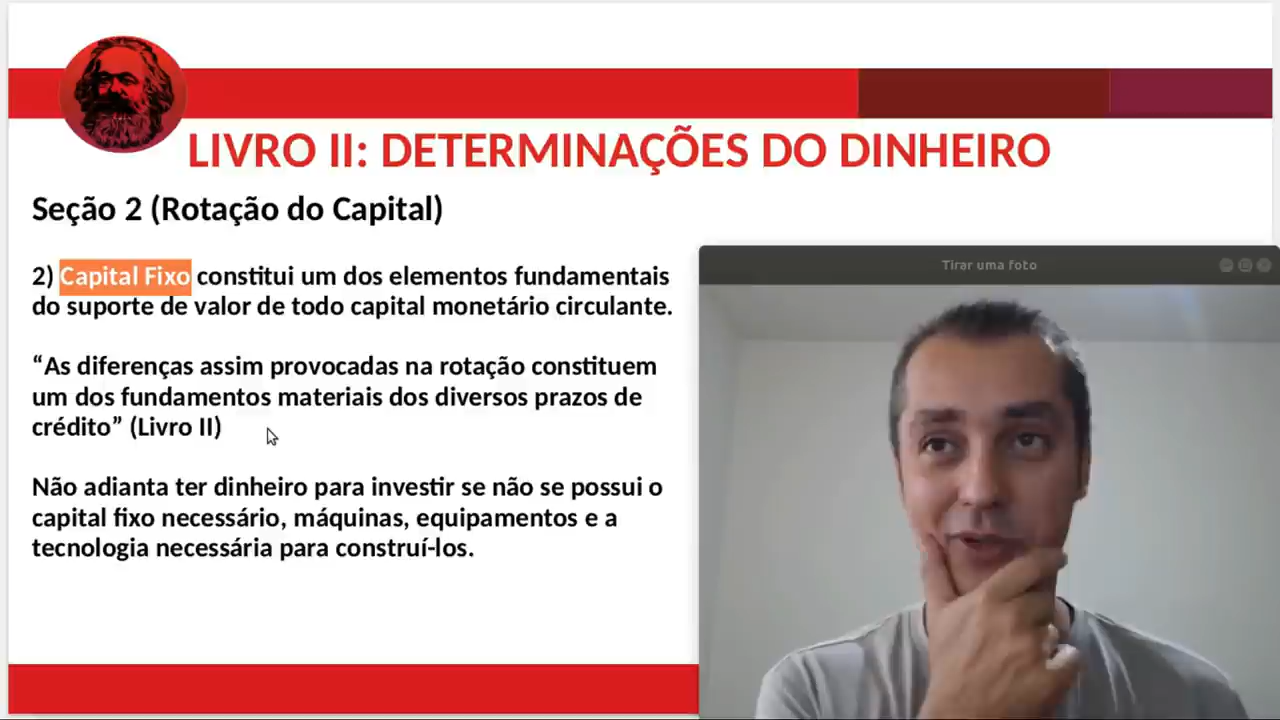 LIVRO II: DETERMINAÇÕES DO DINHEIRO
Seção 2 (Rotação do Capital)
2) Capital Fixo constitui um dos elementos fundamentais
do suporte de valor de todo capital monetário circulante.
“As diferenças assim provocadas na rotação constituem
um dos fundamentos materiais dos diversos prazos de
crédito” (Livro II)
Não adianta ter dinheiro para investir se não se possui o
capital fixo necessário, máquinas, equipamentos e a
tecnologia necessária para construí-los.
Tirar uma foto